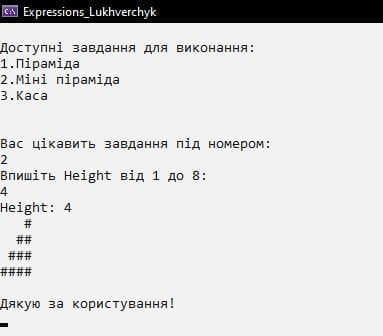 Expressions_Lukhverchyk
Доступні завдання для виконання:
1.Піраміда
2.Міні піраміда
3.Каса
Вас цікавить завдання під номером:
2
Впишіть Height від 1 до 8:
4
Height: 4
   #
  ##
 ###
####
Дякую за користування!